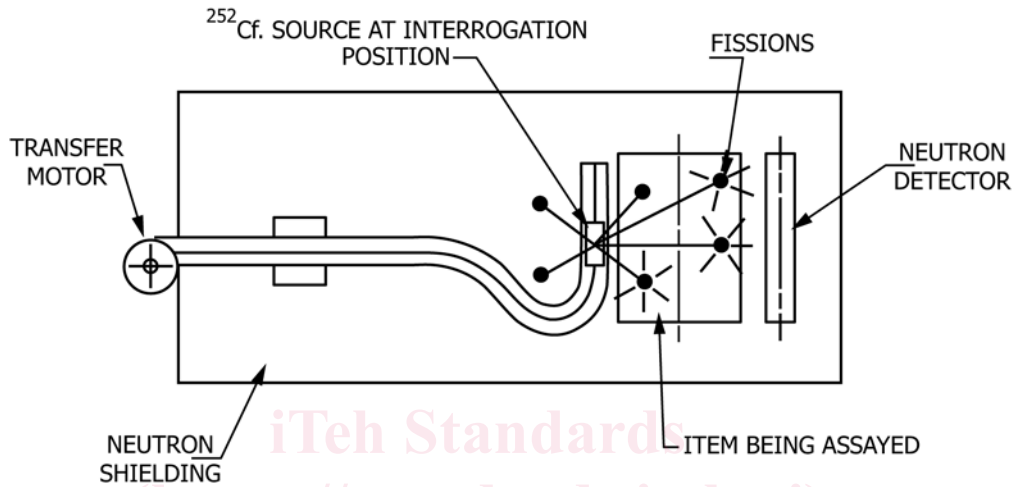 252Cf. SOURCE AT INTERROGATION
POSITION
FISSIONS
TRANSFER
MOTOR
NEUTRON
DETECTOR
iTeh Standards
NEUTRON
SHIELDING
ITEM BEING ASSAYED